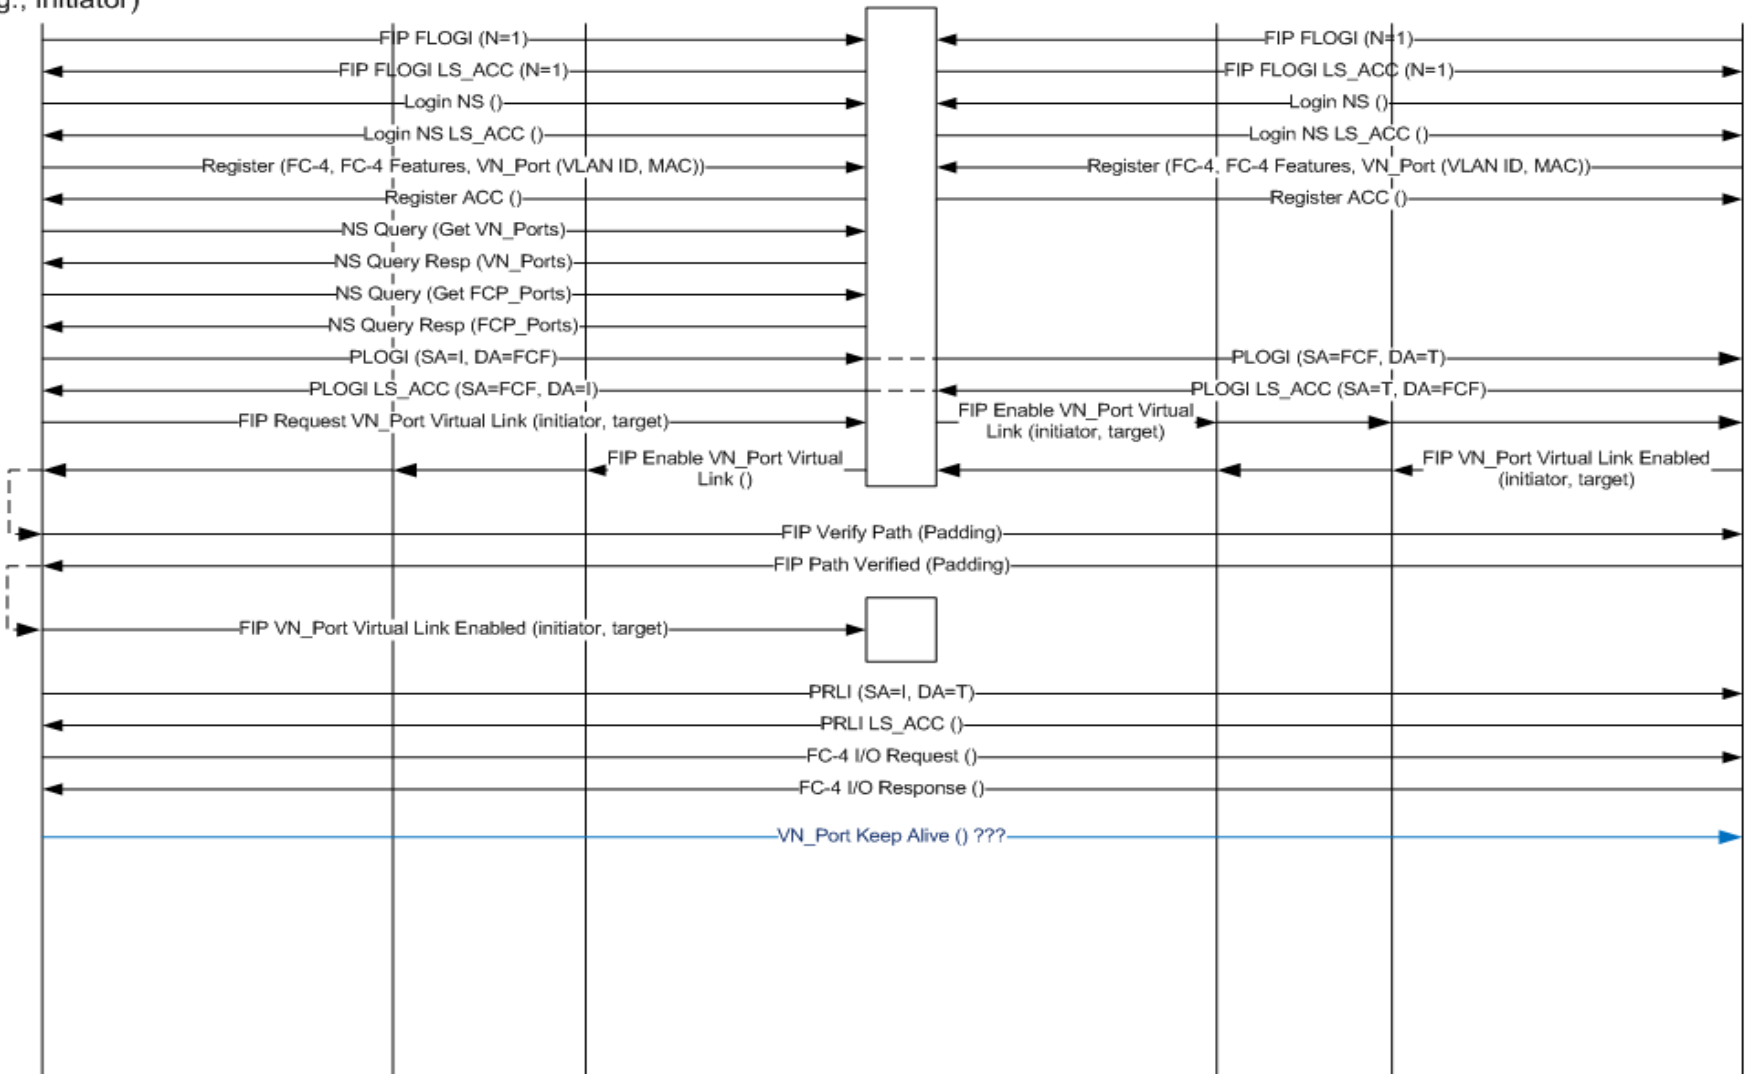 g., initiator)
FIP FLOGI (N=1) FIP FLOGI (N=1)
FIP FLOGI LS_ACC (N=1) FIP FLOGI LS_ACC (N=1)
Login NS () Login NS ()
Login NS LS_ACC () Login NS LS_ACC ()
Register (FC-4, FC-4 Features, VN_Port (VLAN ID, MAC)) Register (FC-4, FC-4 Features, VN_Port (VLAN ID, MAC))
Register ACC () Register ACC ()
NS Query (Get VN_Ports)
NS Query Resp (VN_Ports)
NS Query (Get FCP_Ports)
NS Query Resp (FCP_Ports)
PLOGI (SA=I, DA=FCF) PLOGI (SA=FCF, DA=T)
PLOGI LS_ACC (SA=FCF, DA=I) PLOGI LS_ACC (SA=T, DA=FCF)
FIP Request VN_Port Virtual Link (initiator, target) FIP Enable VN_Port Virtual
Link (initiator, target)
FIP Enable VN_Port Virtual FIP VN_Port Virtual Link Enabled
Link () (initiator, target)
FIP Verify Path (Padding)
FIP Path Verified (Padding)
FIP VN_Port Virtual Link Enabled (initiator, target)
PRLI (SA=I, DA=T)
PRLI LS_ACC ()
FC-4 I/O Request ()
FC-4 I/O Response ()
VN_Port Keep Alive () ???